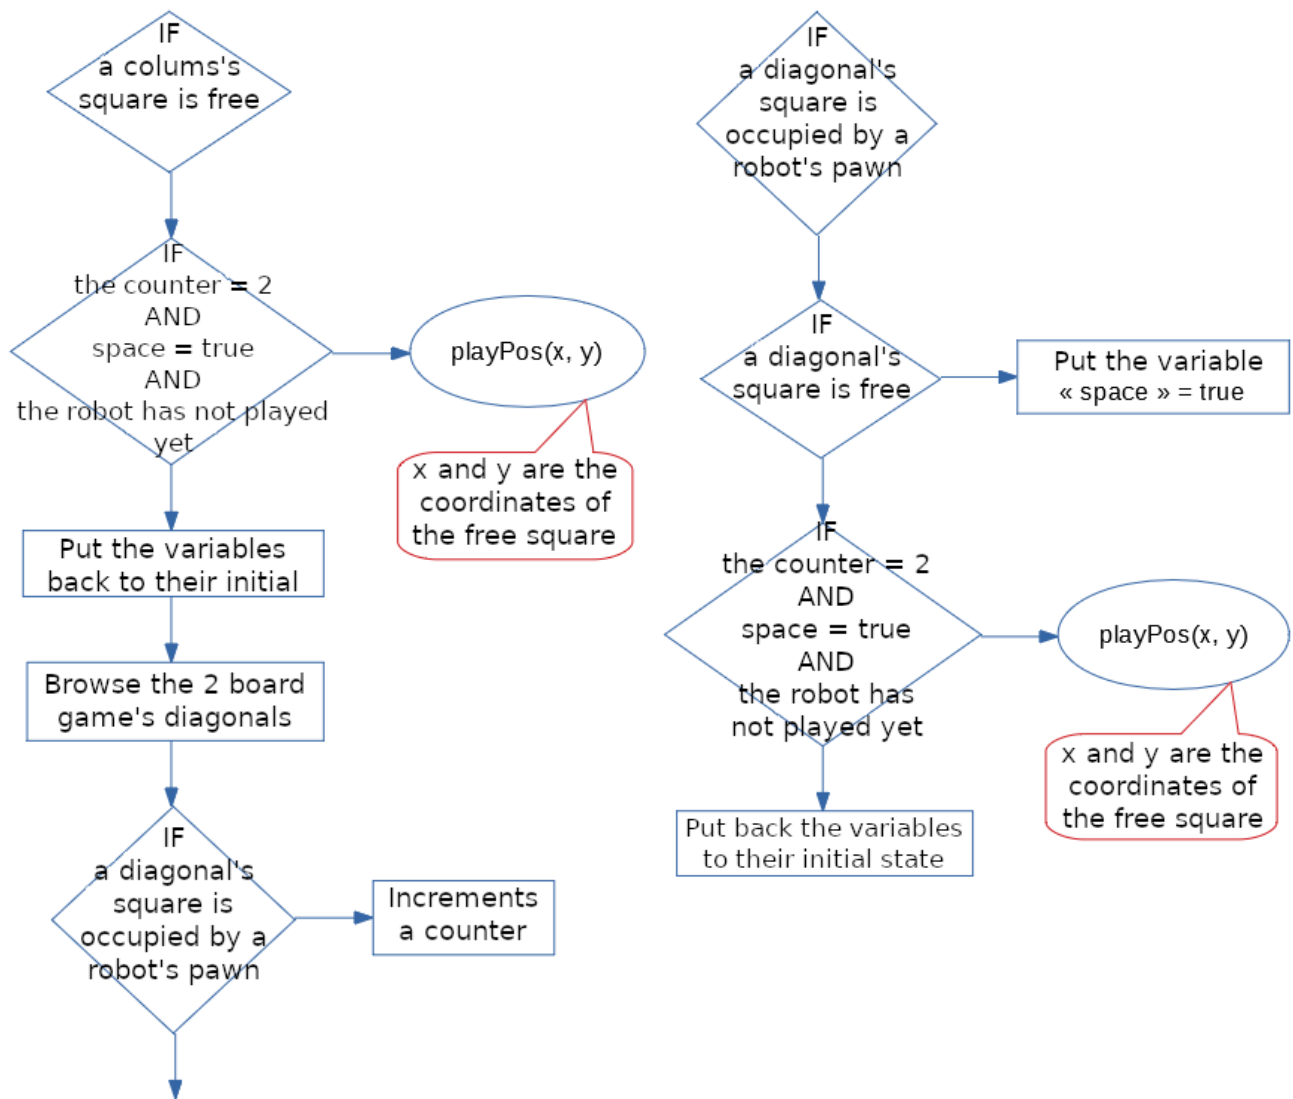 IF
a colums's
square is free
IF
the counter = 2
AND
space = true
AND
the robot has not played
yet
playPos(x, y)
x and y are the
coordinates of
the free square
Put the variables
back to their initial
Browse the 2 board
game's diagonals
IF
a diagonal's
square is
occupied by a
robot's pawn
Increments
a counter
IF
a diagonal's
square is
occupied by a
robot's pawn
IF
a diagonal's
square is free
Put the variable
« space » = true
IF
the counter = 2
AND
space = true
AND
the robot has
not played yet
playPos(x, y)
x and y are the
coordinates of
the free square
Put back the variables
to their initial state